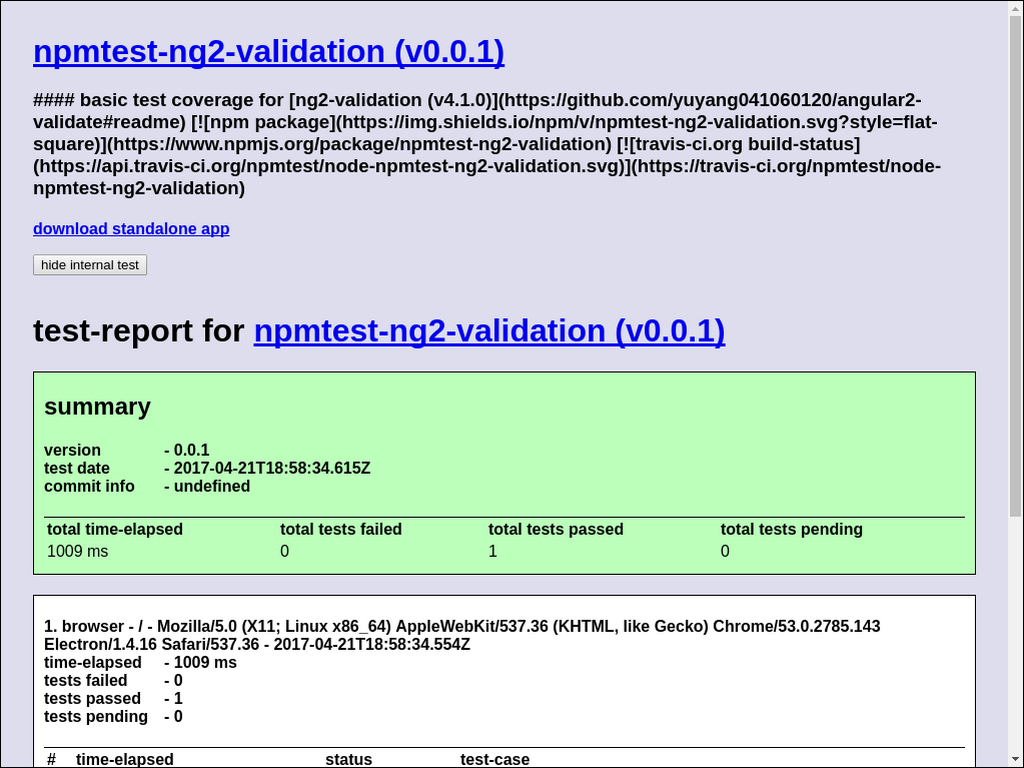 npmtest-ng2-validation (v0.0.1)
#### basic test coverage for [ng2-validation (v4.1.0)](https://github.com/yuyang041060120/angular2-
validate#readme) [![npm package](https://img.shields.io/npm/v/npmtest-ng2-validation.svg?style=flat-
square)](https://www.npmjs.org/package/npmtest-ng2-validation) [![travis-ci.org build-status]
(https://api.travis-ci.org/npmtest/node-npmtest-ng2-validation.svg)](https://travis-ci.org/npmtest/node-
npmtest-ng2-validation)
download standalone app
hide internal test
test-report for npmtest-ng2-validation (v0.0.1)
summary
version - 0.0.1
test date - 2017-04-21T18:58:34.615Z
commit info - undefined
total time-elapsed total tests failed total tests passed total tests pending
1009 ms 0 1 0
1. browser - / - Mozilla/5.0 (X11; Linux x86_64) AppleWebKit/537.36 (KHTML, like Gecko) Chrome/53.0.2785.143
Electron/1.4.16 Safari/537.36 - 2017-04-21T18:58:34.554Z
time-elapsed - 1009 ms
tests failed - 0
tests passed - 1
tests pending - 0
# time-elapsed status test-case